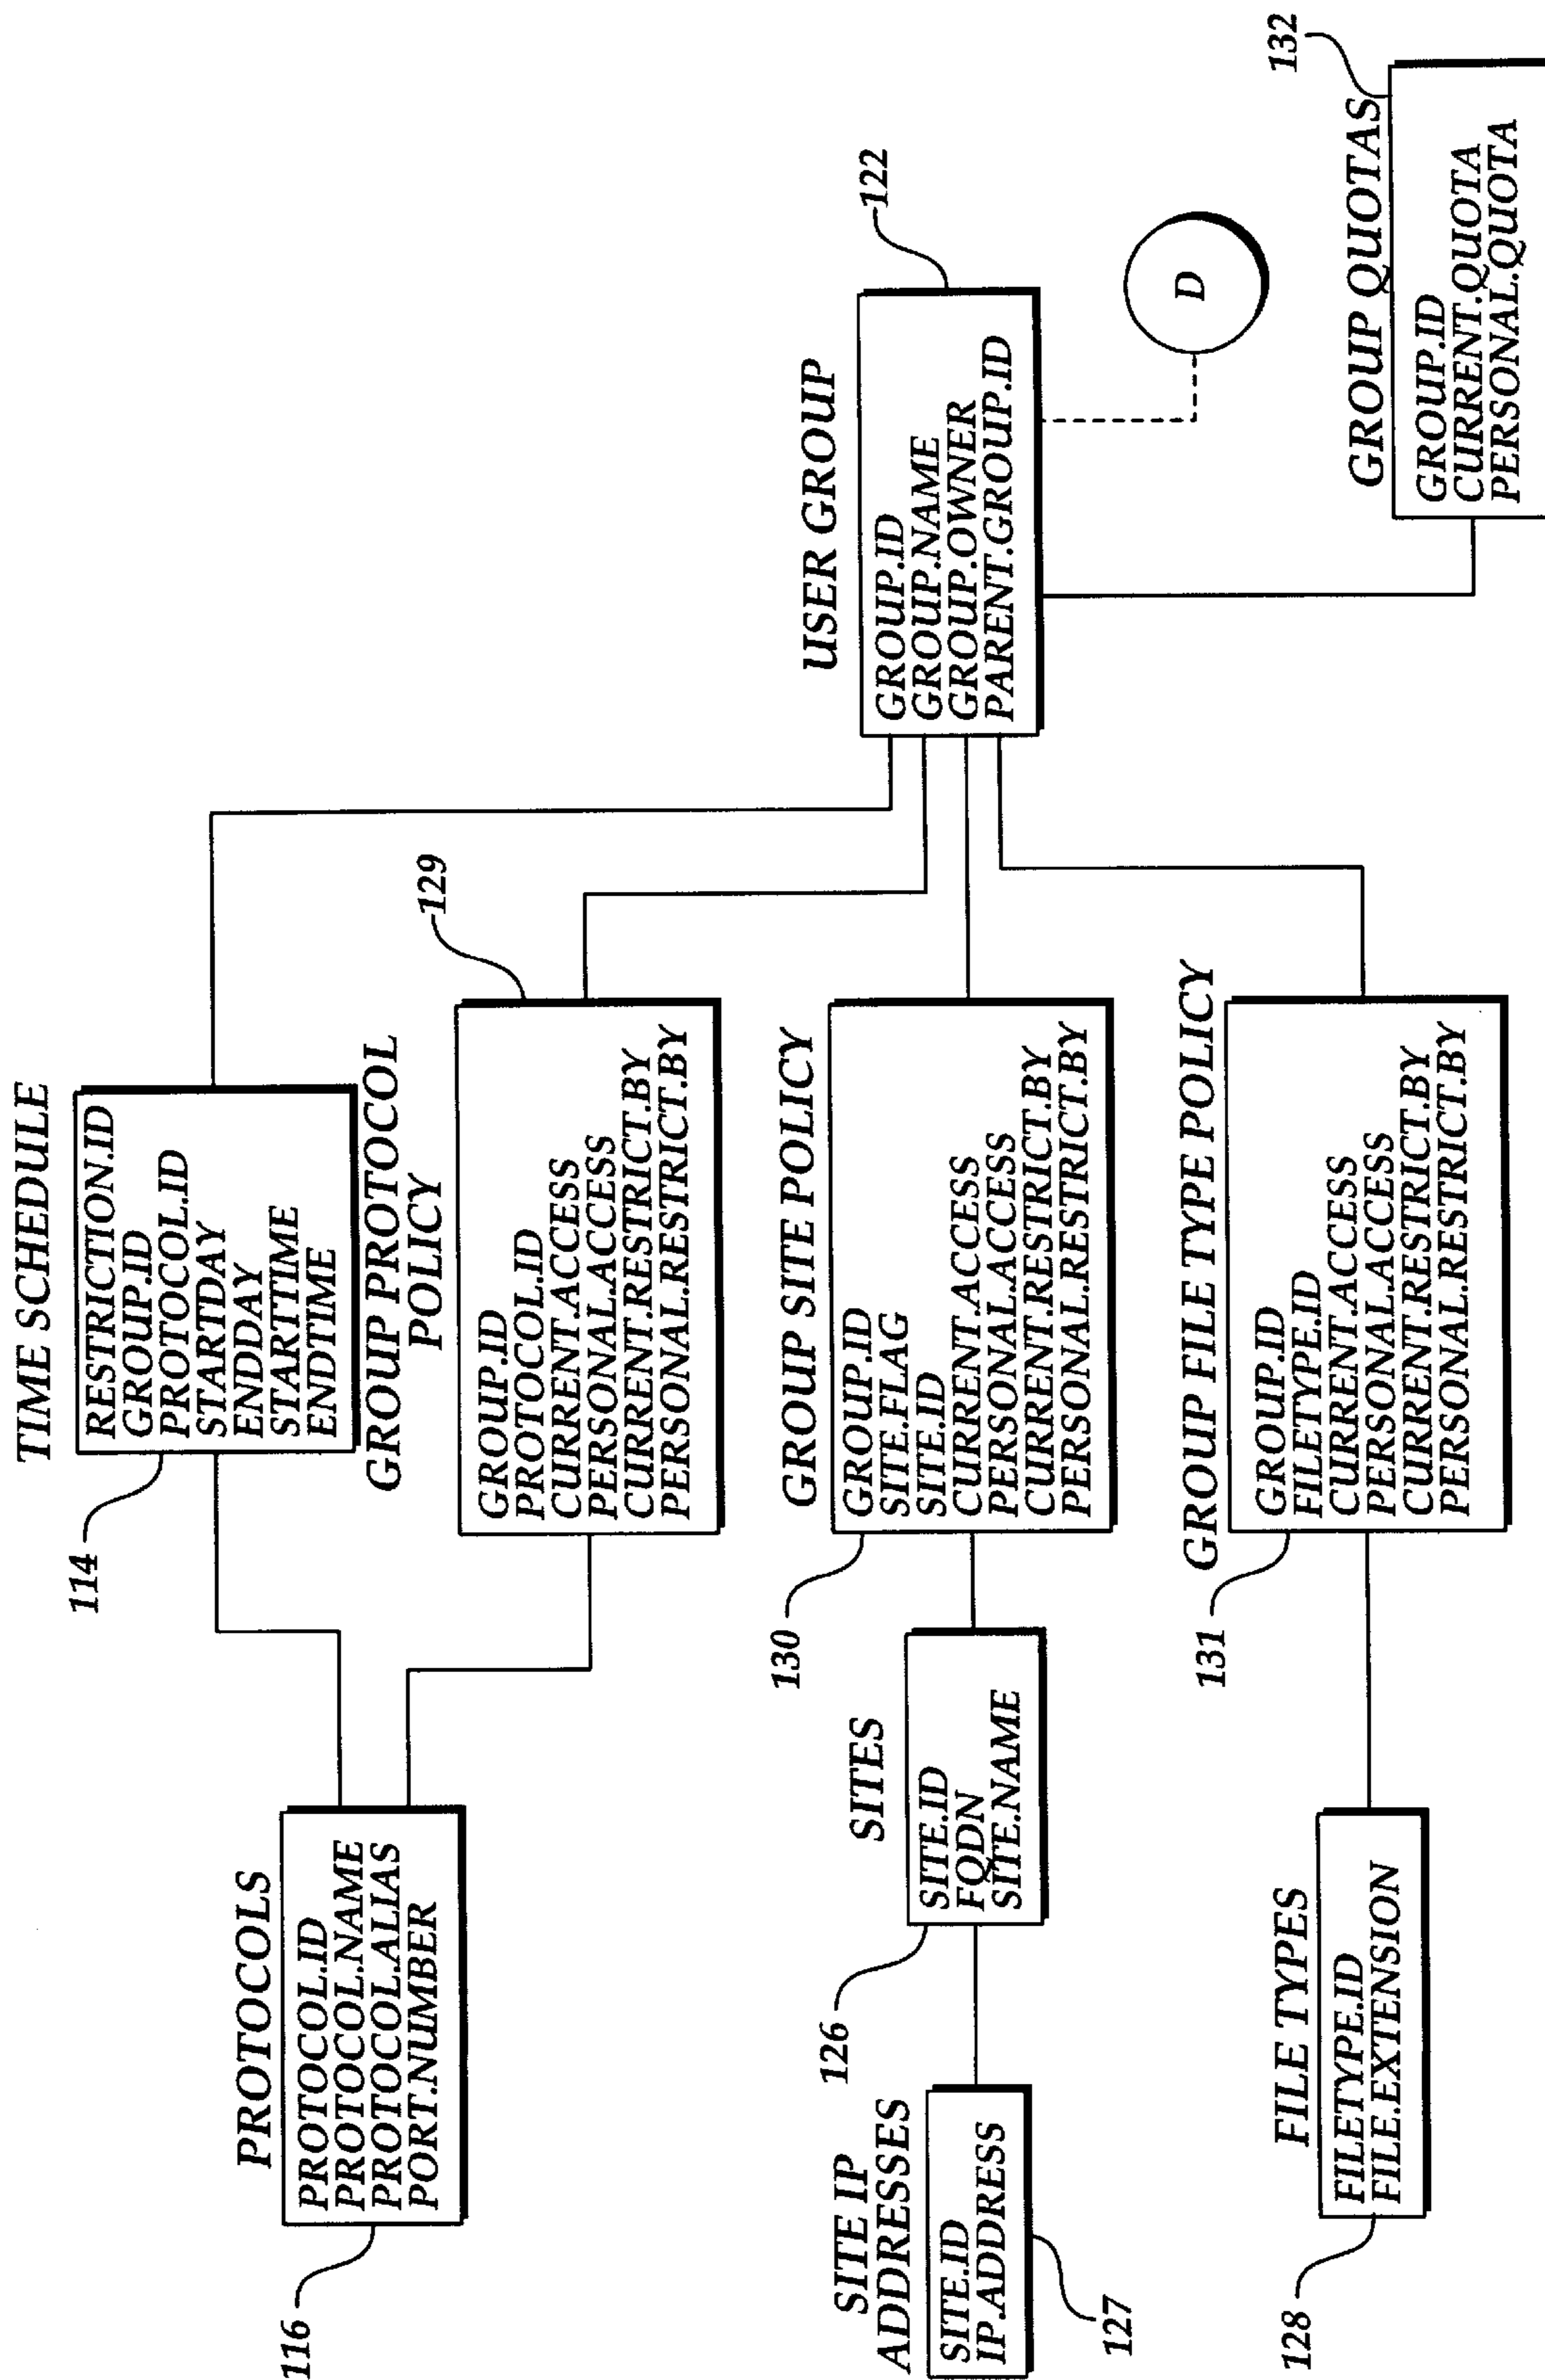 TIME SCHEDULE
114
RESTRICTION.ID
GROUP.ID
PROTOCOL.ID
STARTDAY
ENDDAY
STARTTIME
ENDTIME
PROTOCOLS
116
PROTOCOL.ID
PROTOCOL.NAME
PROTOCOL.ALIAS
PORT.NUMBER
GROUP PROTOCOL
POLICY
129
GROUP.ID
PROTOCOL.ID
CURRENT.ACCESS
PERSONAL.ACCESS
CURRENT.RESTRICT.BY
PERSONAL.RESTRICT.BY
USER GROUP
122
GROUP.ID
GROUP.NAME
GROUP.OWNER
PARENT.GROUP.ID
D
SITE IP
ADDRESSES
SITE.ID
IP.ADDRESS
127
SITES
126
SITE.ID
FQDN
SITE.NAME
GROUP SITE POLICY
130
GROUP.ID
SITE.FLAG
SITE.ID
CURRENT.ACCESS
PERSONAL.ACCESS
CURRENT.RESTRICT.BY
PERSONAL.RESTRICT.BY
FILE TYPES
FILETYPE.ID
FILE.EXTENSION
128
GROUP FILE TYPE POLICY
131
GROUP.ID
FILETYPE.ID
CURRENT.ACCESS
PERSONAL.ACCESS
CURRENT.RESTRICT.BY
PERSONAL.RESTRICT.BY
GROUP QUOTAS
132
GROUP.ID
CURRENT.QUOTA
PERSONAL.QUOTA